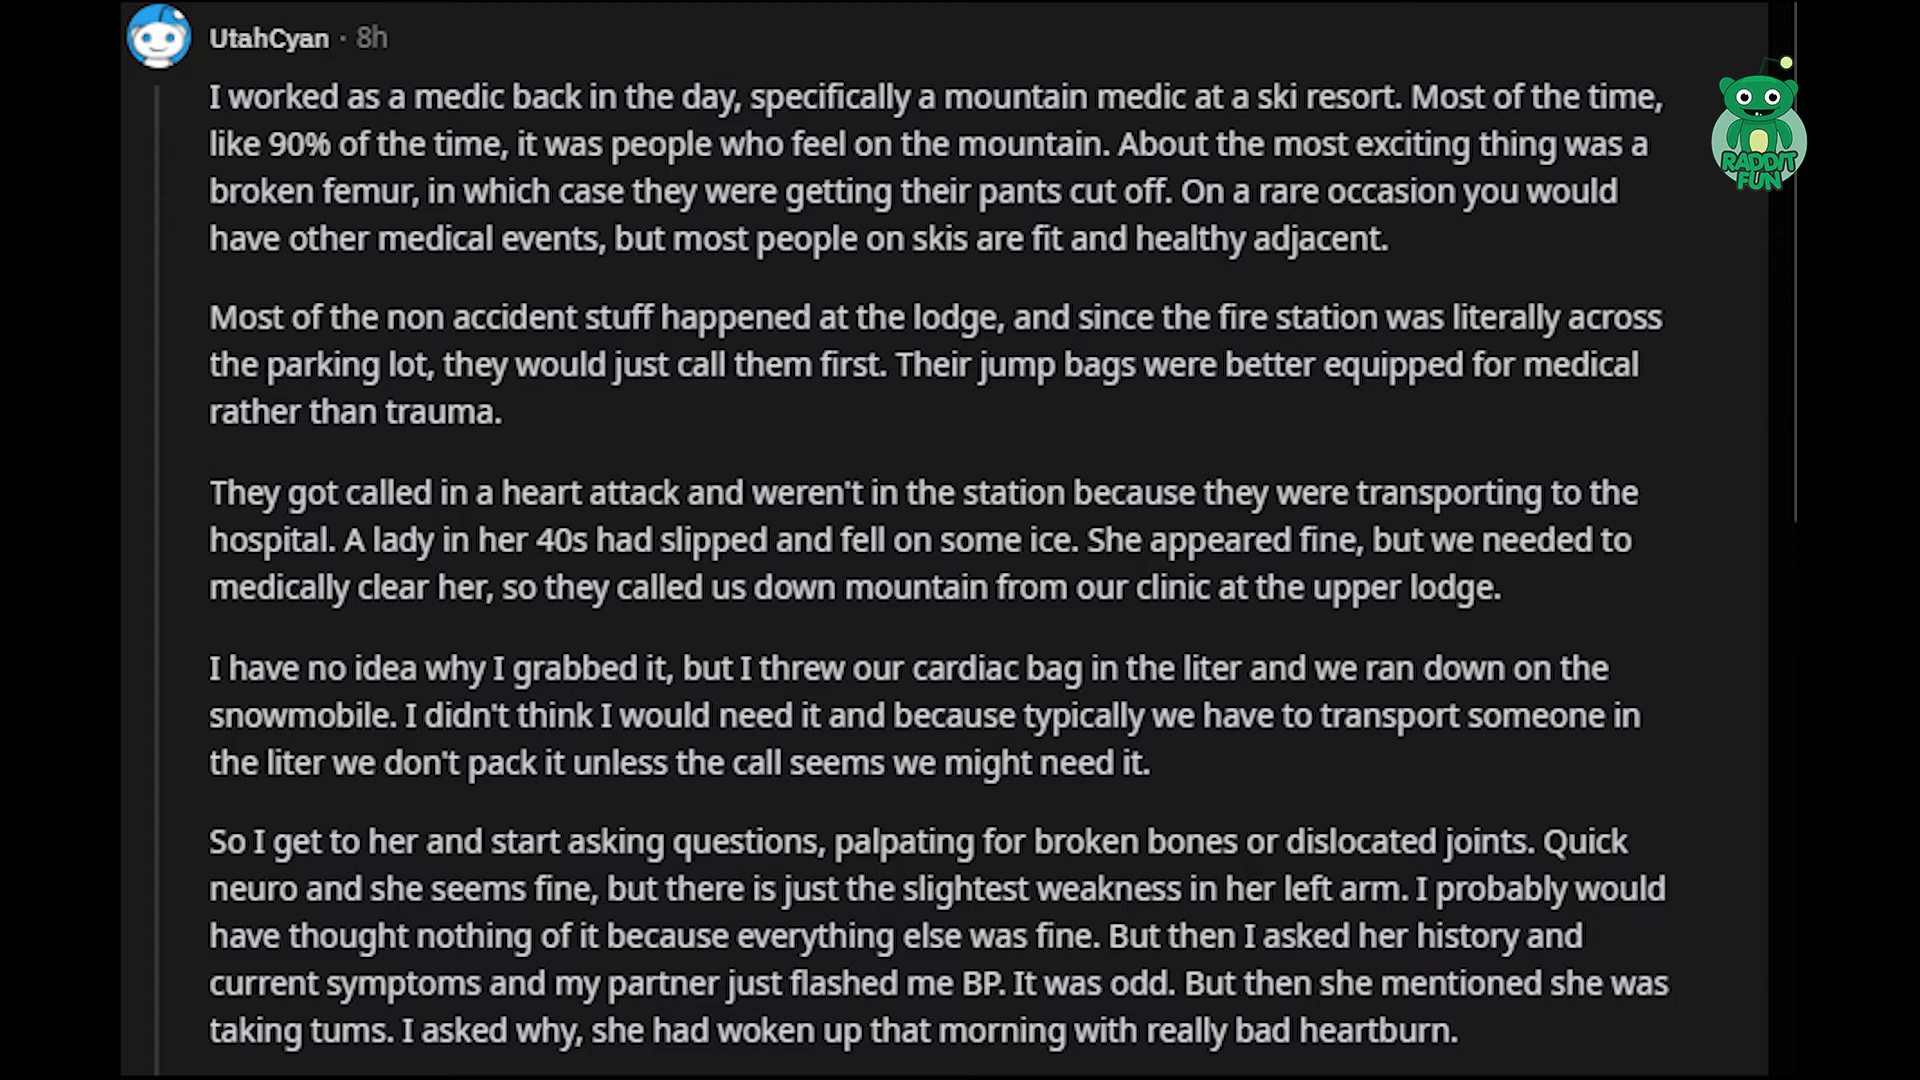 UtahCyan · 8h
I worked as a medic back in the day, specifically a mountain medic at a ski resort. Most of the time,
like 90% of the time, it was people who feel on the mountain. About the most exciting thing was a
broken femur, in which case they were getting their pants cut off. On a rare occasion you would
have other medical events, but most people on skis are fit and healthy adjacent.
Most of the non accident stuff happened at the lodge, and since the fire station was literally across
the parking lot, they would just call them first. Their jump bags were better equipped for medical
rather than trauma.
They got called in a heart attack and weren't in the station because they were transporting to the
hospital. A lady in her 40s had slipped and fell on some ice. She appeared fine, but we needed to
medically clear her, so they called us down mountain from our clinic at the upper lodge.
I have no idea why I grabbed it, but I threw our cardiac bag in the liter and we ran down on the
snowmobile. I didn't think I would need it and because typically we have to transport someone in
the liter we don't pack it unless the call seems we might need it.
So I get to her and start asking questions, palpating for broken bones or dislocated joints. Quick
neuro and she seems fine, but there is just the slightest weakness in her left arm. I probably would
have thought nothing of it because everything else was fine. But then I asked her history and
current symptoms and my partner just flashed me BP. It was odd. But then she mentioned she was
taking tums. I asked why, she had woken up that morning with really bad heartburn.
RADDIT
FUN